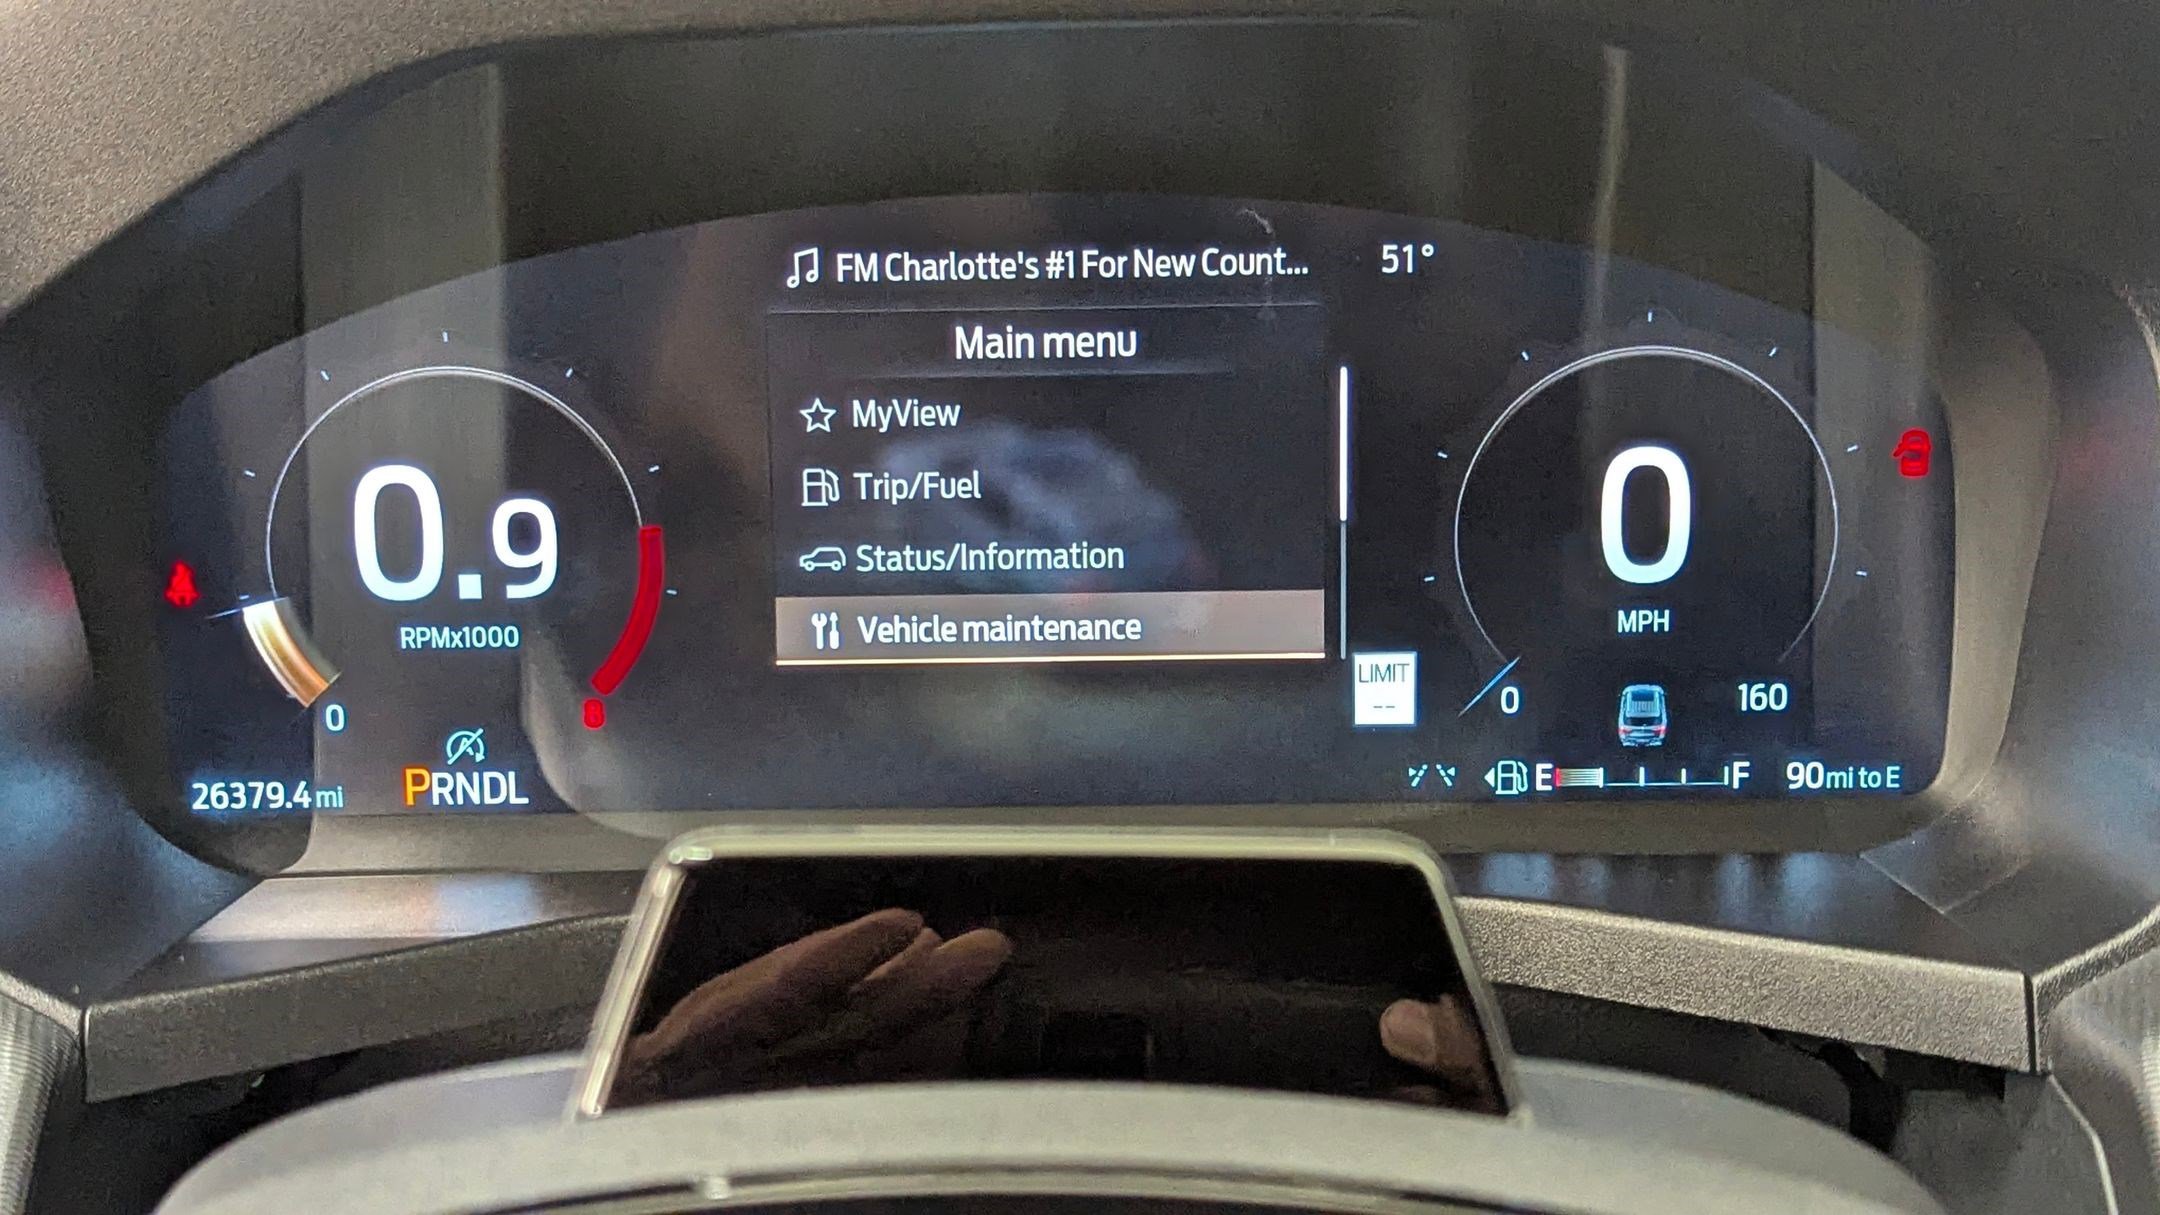 FM Charlotte's #1 For New Count...
51°
Main menu
MyView
Trip/Fuel
Status/Information
Vehicle maintenance
0.9
RPMx1000
0
8
26379.4 mi
PRNDL
LIMIT
--
0
MPH
0
160
E
F
90 mi to E